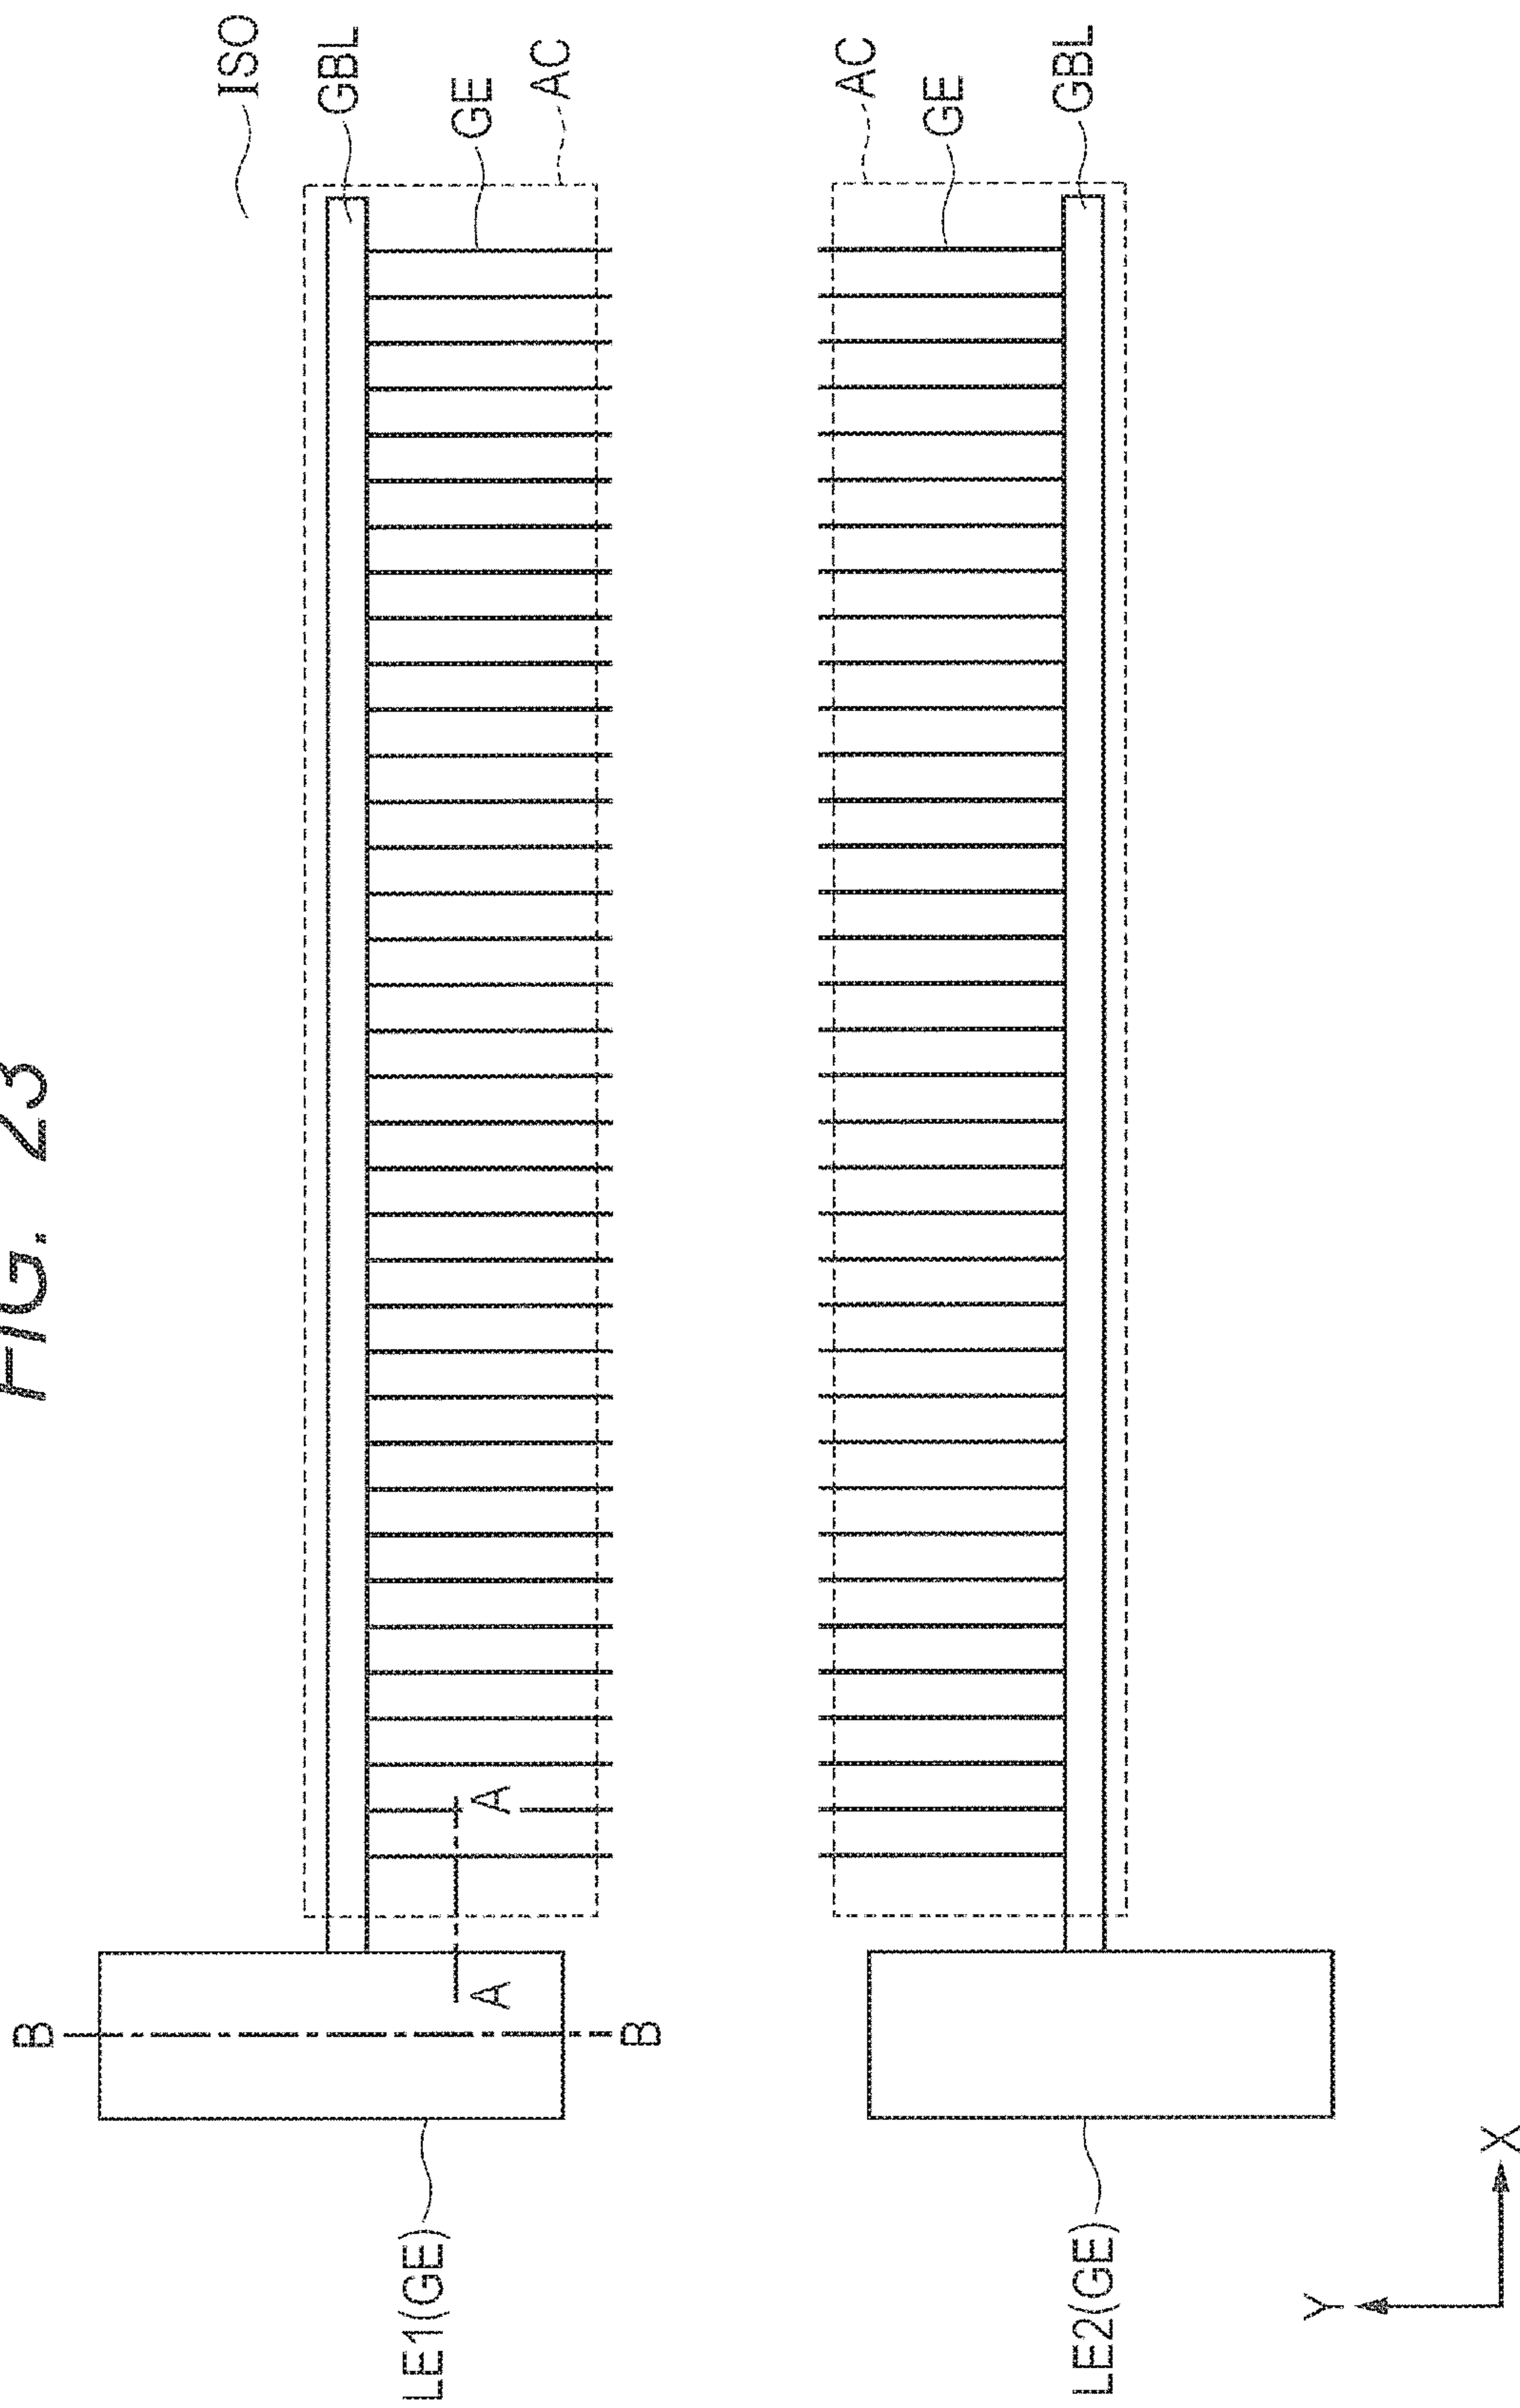 FIG. 23
ISO
GBL
GE
AC
AC
GE
GBL
A
A
B
B
LE1(GE)
LE2(GE)
Y
X